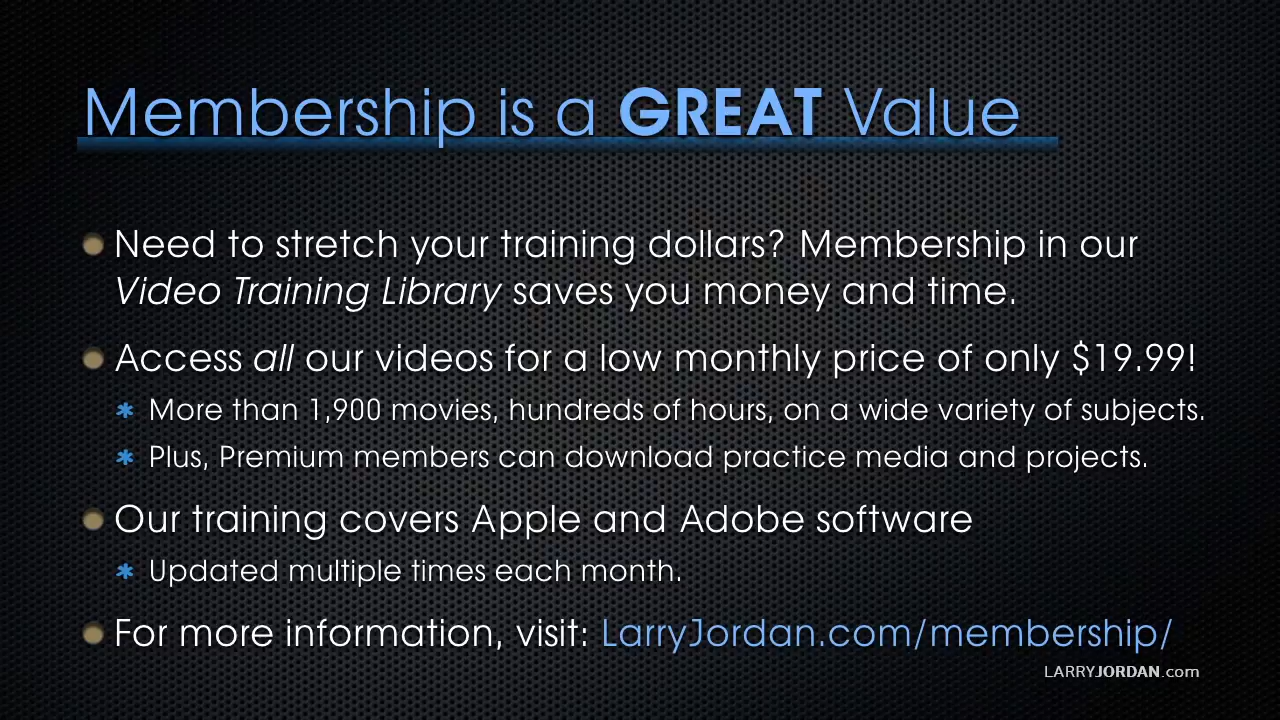 Membership is a GREAT Value
Need to stretch your training dollars? Membership in our
Video Training Library saves you money and time.
Access all our videos for a low monthly price of only $19.99!
More than 1,900 movies, hundreds of hours, on a wide variety of subjects.
Plus, Premium members can download practice media and projects.
Our training covers Apple and Adobe software
Updated multiple times each month.
For more information, visit: LarryJordan.com/membership/
LARRYJORDAN.com